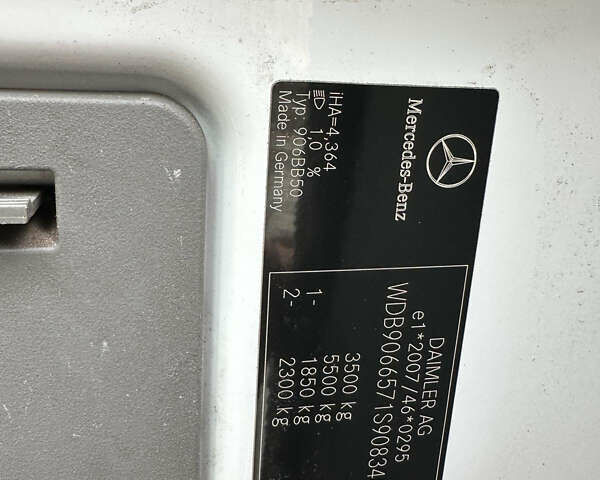 Mercedes-Benz
iHA=4,364
1,0 %
Typ: 906BB50
Made in Germany
DAIMLER AG
e1*2007/46*0295
WDB9066571S90834
3500 kg
5500 kg
1- 1850 kg
2- 2300 kg